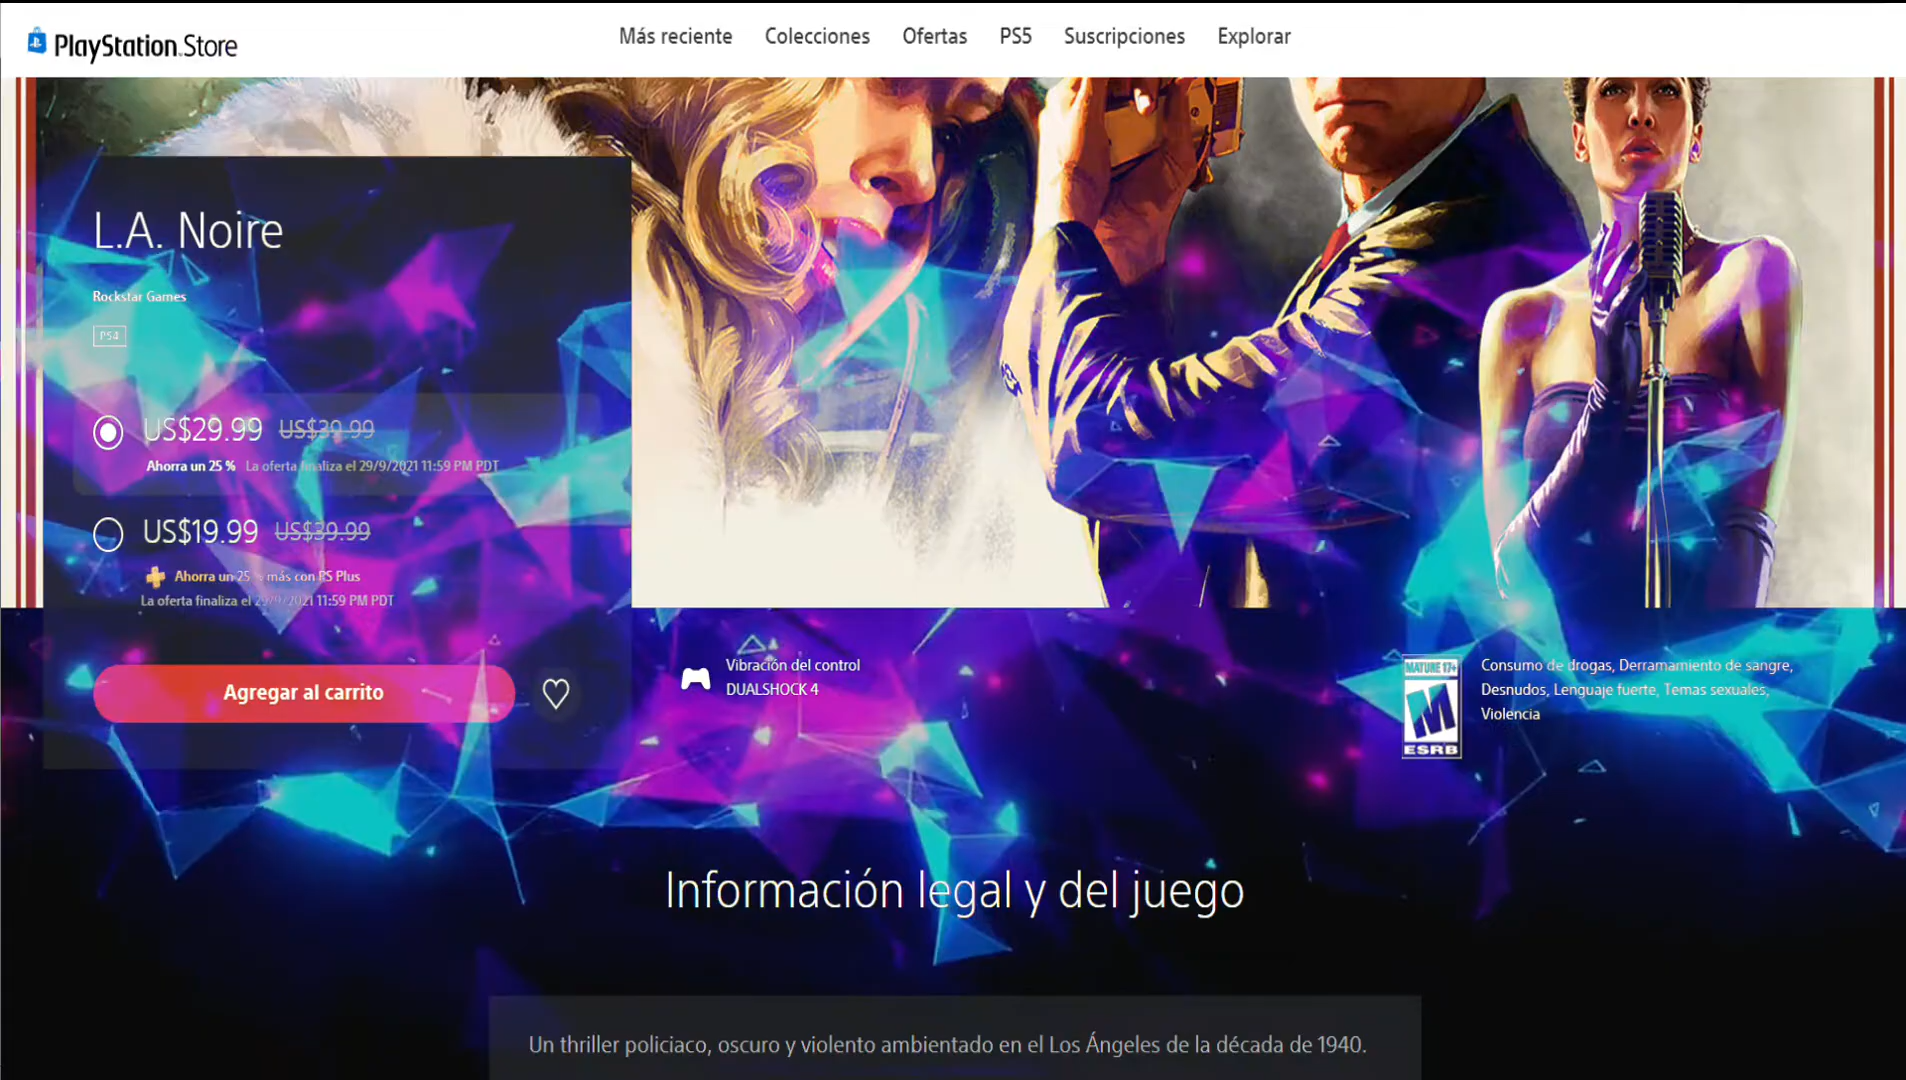 PlayStation.Store
Más reciente Colecciones Ofertas PS5 Suscripciones Explorar
L.A. Noire
Rockstar Games
PS4
US$29.99 US$39.99
Ahorra un 25 % La oferta finaliza el 29/9/2021 11:59 PM PDT
US$19.99 US$39.99
Ahorra un 25 % más con PS Plus
La oferta finaliza el 29/9/2021 11:59 PM PDT
Agregar al carrito
Vibración del control
DUALSHOCK 4
MATURE 17+
M
ESRB
Consumo de drogas, Derramamiento de sangre,
Desnudos, Lenguaje fuerte, Temas sexuales,
Violencia
Información legal y del juego
Un thriller policiaco, oscuro y violento ambientado en el Los Ángeles de la década de 1940.